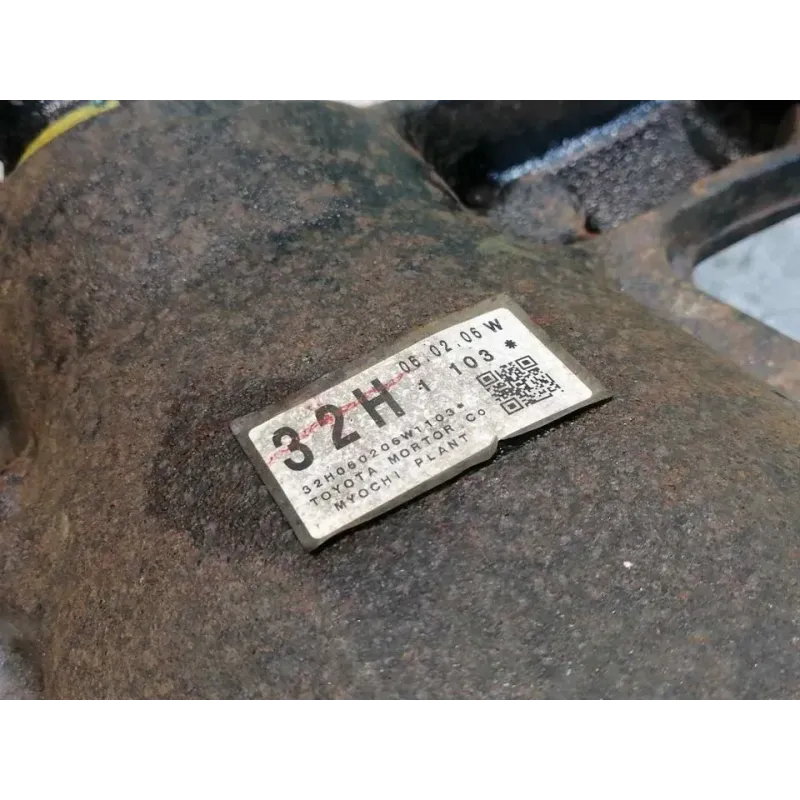 32H 06.02.06 W
1 103 *
32H060206W1103*
TOYOTA MORTOR Co
MYOCHI PLANT